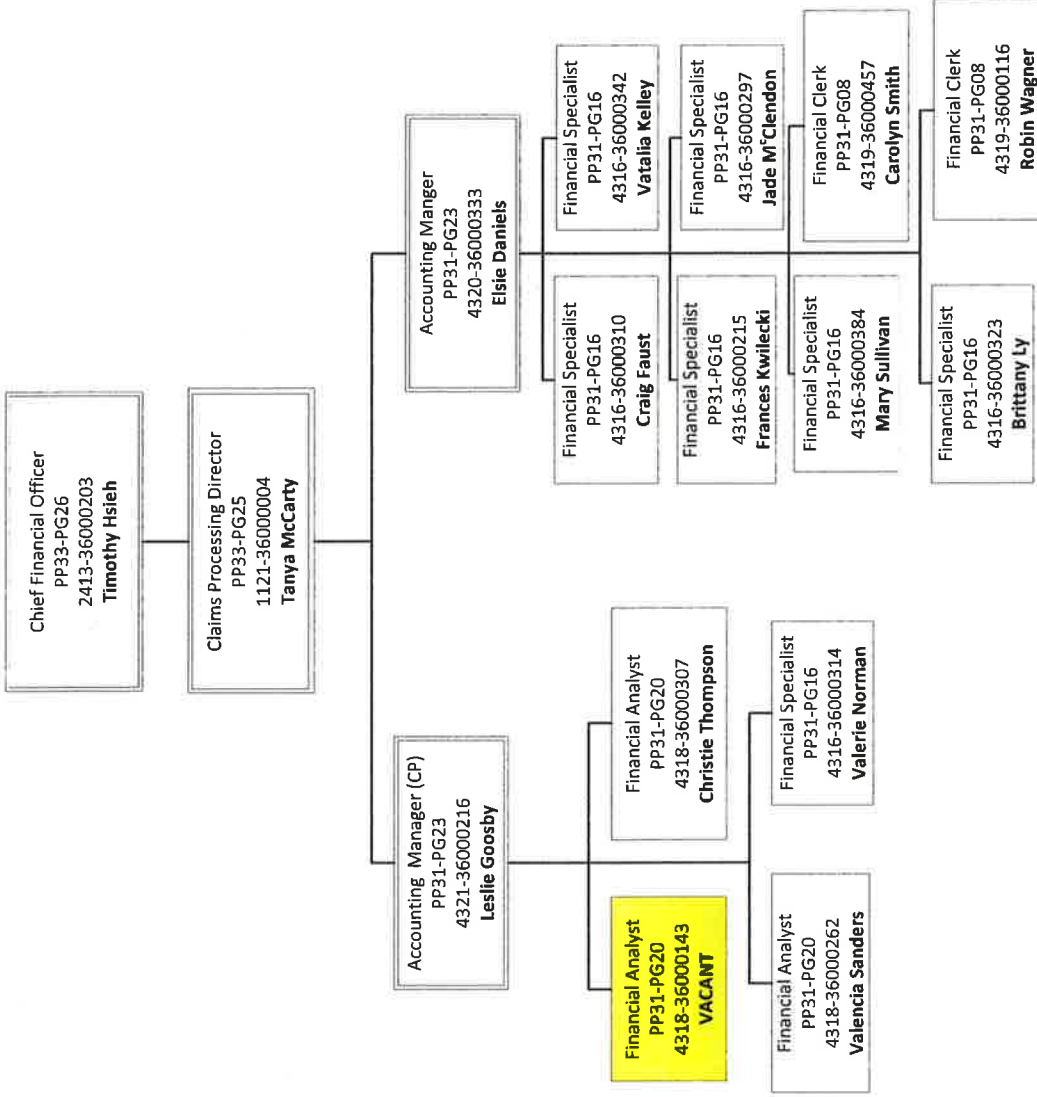 Chief Financial Officer
PP33-PG26
2413-36000203
Timothy Hsieh
Claims Processing Director
PP33-PG25
1121-36000004
Tanya McCarty
Accounting Manager (CP)
PP31-PG23
4321-36000216
Leslie Goosby
Accounting Manger
PP31-PG23
4320-36000333
Elsie Daniels
Financial Analyst
PP31-PG20
4318-36000143
VACANT
Financial Analyst
PP31-PG20
4318-36000307
Christie Thompson
Financial Analyst
PP31-PG20
4318-36000262
Valencia Sanders
Financial Specialist
PP31-PG16
4316-36000314
Valerie Norman
Financial Specialist
PP31-PG16
4316-36000310
Craig Faust
Financial Specialist
PP31-PG16
4316-36000342
Vatalia Kelley
Financial Specialist
PP31-PG16
4316-36000215
Frances Kwilecki
Financial Specialist
PP31-PG16
4316-36000297
Jade MᶜClendon
Financial Specialist
PP31-PG16
4316-36000384
Mary Sullivan
Financial Clerk
PP31-PG08
4319-36000457
Carolyn Smith
Financial Specialist
PP31-PG16
4316-36000323
Brittany Ly
Financial Clerk
PP31-PG08
4319-36000116
Robin Wagner